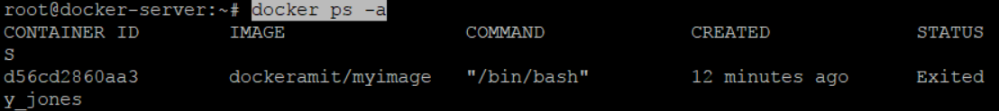 root@docker-server:~# docker ps -a
CONTAINER ID        IMAGE               COMMAND             CREATED             STATUS
S
d56cd2860aa3        dockeramit/myimage   "/bin/bash"         12 minutes ago      Exited
y_jones